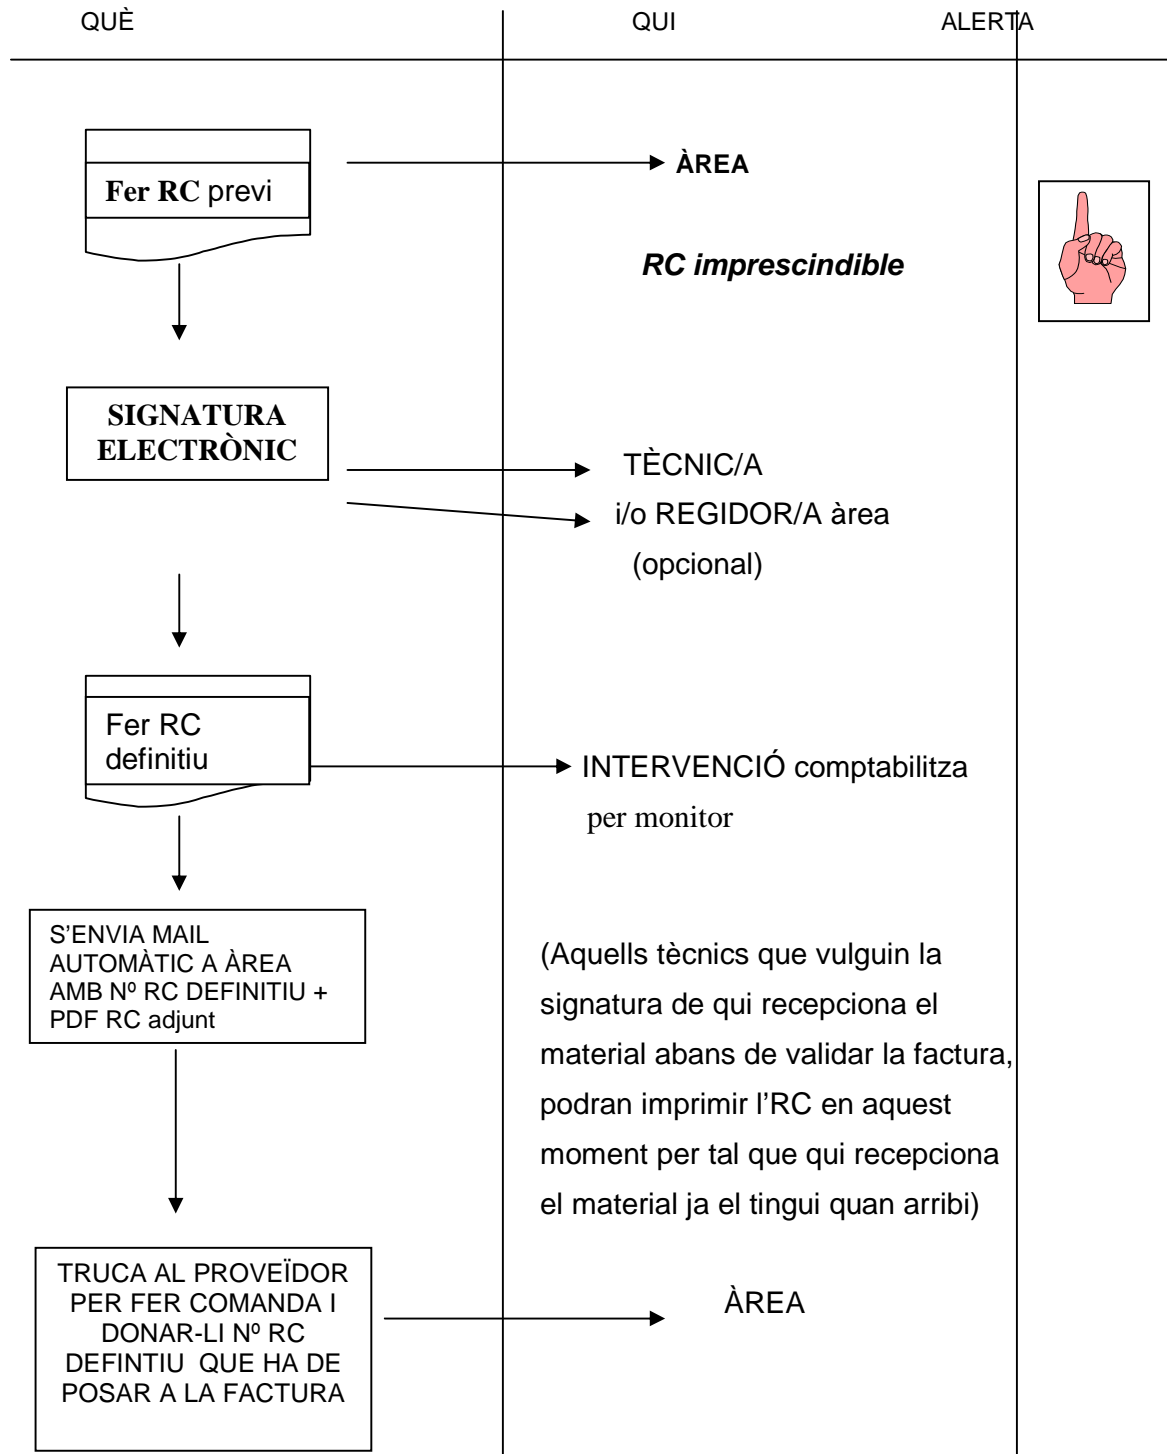 QUÈ
QUI
ALERTA
Fer RC previ
ÀREA
RC imprescindible
SIGNATURA
ELECTRÒNIC
TÈCNIC/A
i/o REGIDOR/A àrea
(opcional)
Fer RC
definitiu
INTERVENCIÓ comptabilitza
per monitor
S'ENVIA MAIL
AUTOMÀTIC A ÀREA
AMB Nº RC DEFINITIU +
PDF RC adjunt
(Aquells tècnics que vulguin la
signatura de qui recepciona el
material abans de validar la factura,
podran imprimir l'RC en aquest
moment per tal que qui recepciona
el material ja el tingui quan arribi)
TRUCA AL PROVEÏDOR
PER FER COMANDA I
DONAR-LI Nº RC
DEFINTIU QUE HA DE
POSAR A LA FACTURA
ÀREA